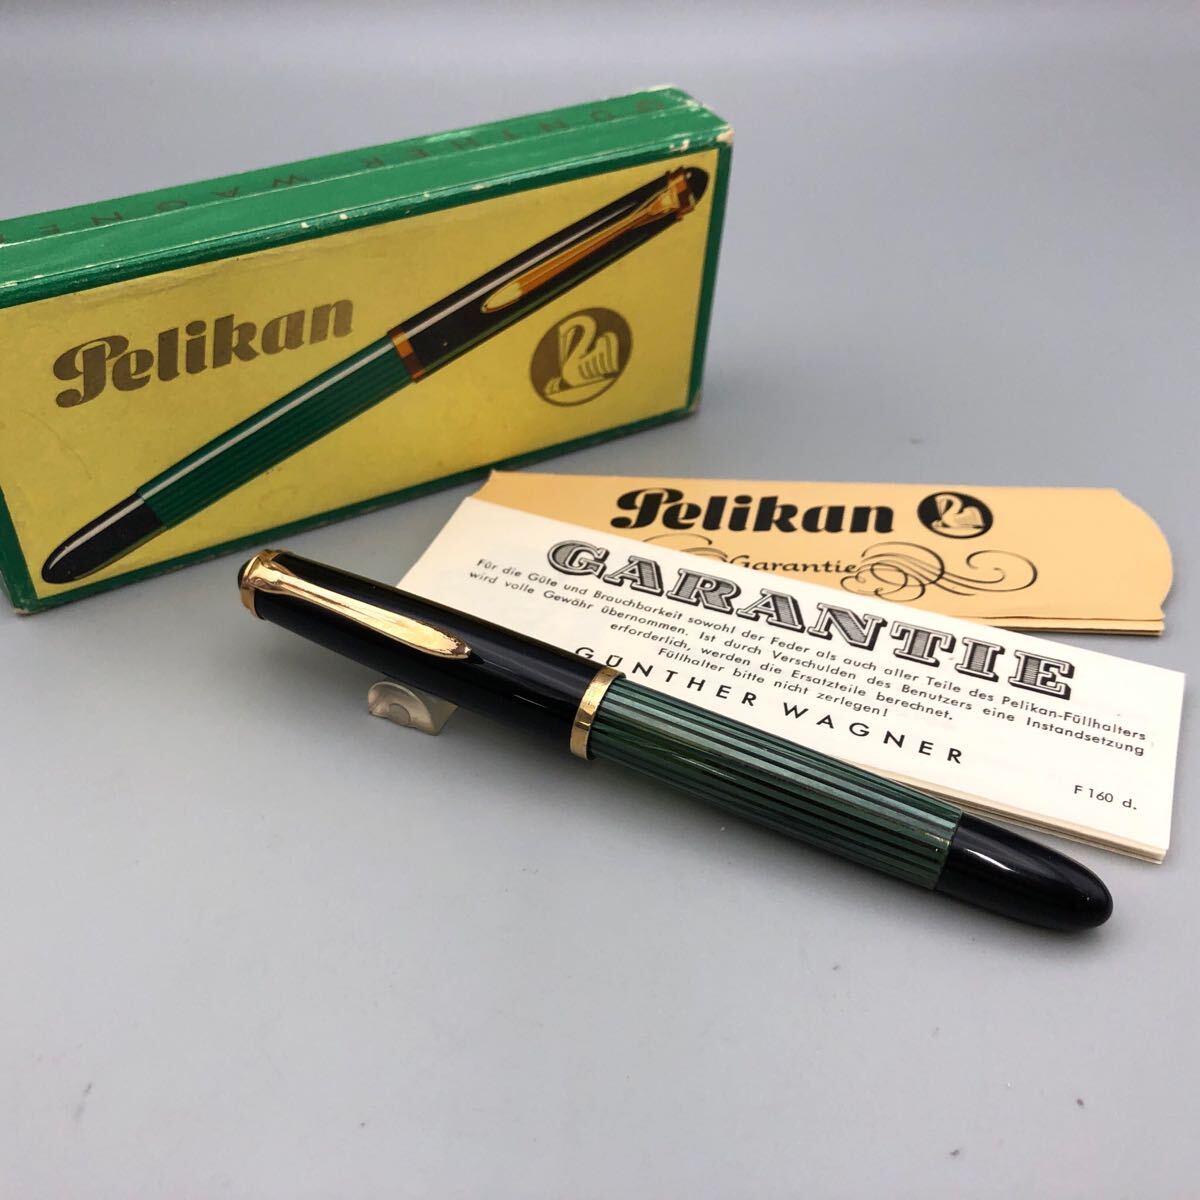 GÜNTHER WAGNER
Pelikan
Pelikan
Garantie
GARANTIE
Für die Güte und Brauchbarkeit sowohl der Feder als auch aller Teile des Pelikan-Füllhalters
wird volle Gewähr übernommen. Ist durch Verschulden des Benutzers eine Instandsetzung
erforderlich, werden die Ersatzteile berechnet.
Füllhalter bitte nicht zerlegen!
GÜNTHER WAGNER
F 160 d.